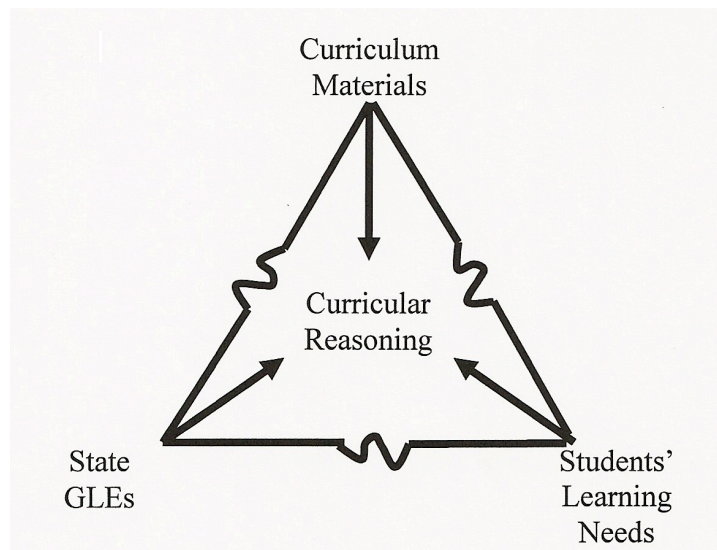 Curriculum
Materials
Curricular
Reasoning
State
GLEs
Students’
Learning
Needs